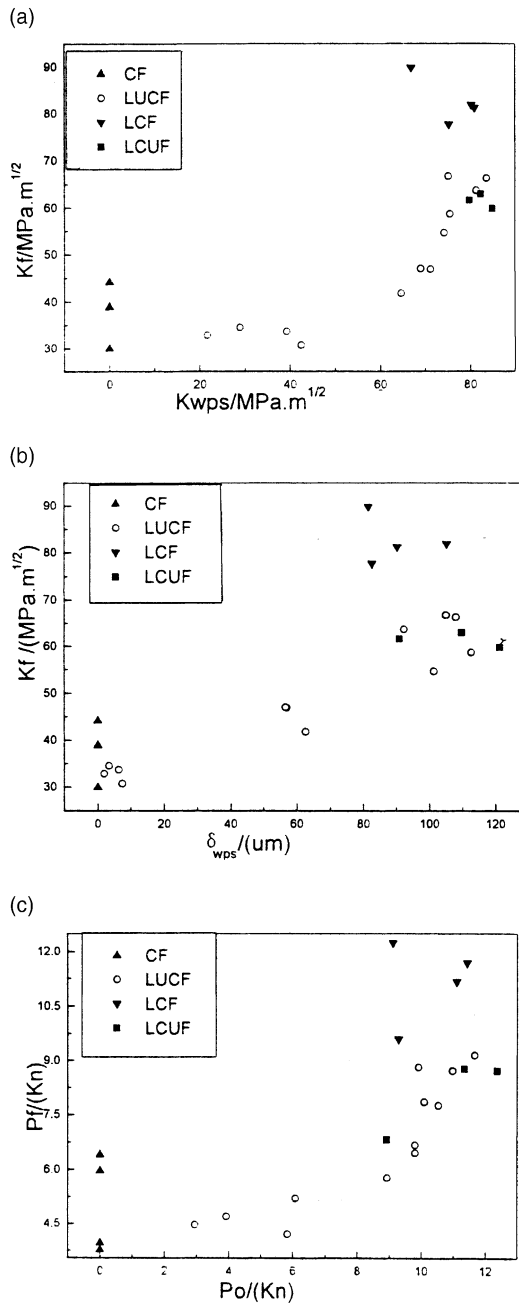 (a)
90
80
70
60
50
40
30
Kf/MPa.m1/2
CF
LUCF
LCF
LCUF
0 20 40 60 80
Kwps/MPa.m1/2
(b)
90
80
70
60
50
40
30
Kf/(MPa.m1/2)
CF
LUCF
LCF
LCUF
0 20 40 60 80 100 120
δwps/(um)
(c)
12.0
10.5
9.0
7.5
6.0
4.5
Pf/(Kn)
CF
LUCF
LCF
LCUF
0 2 4 6 8 10 12
Po/(Kn)